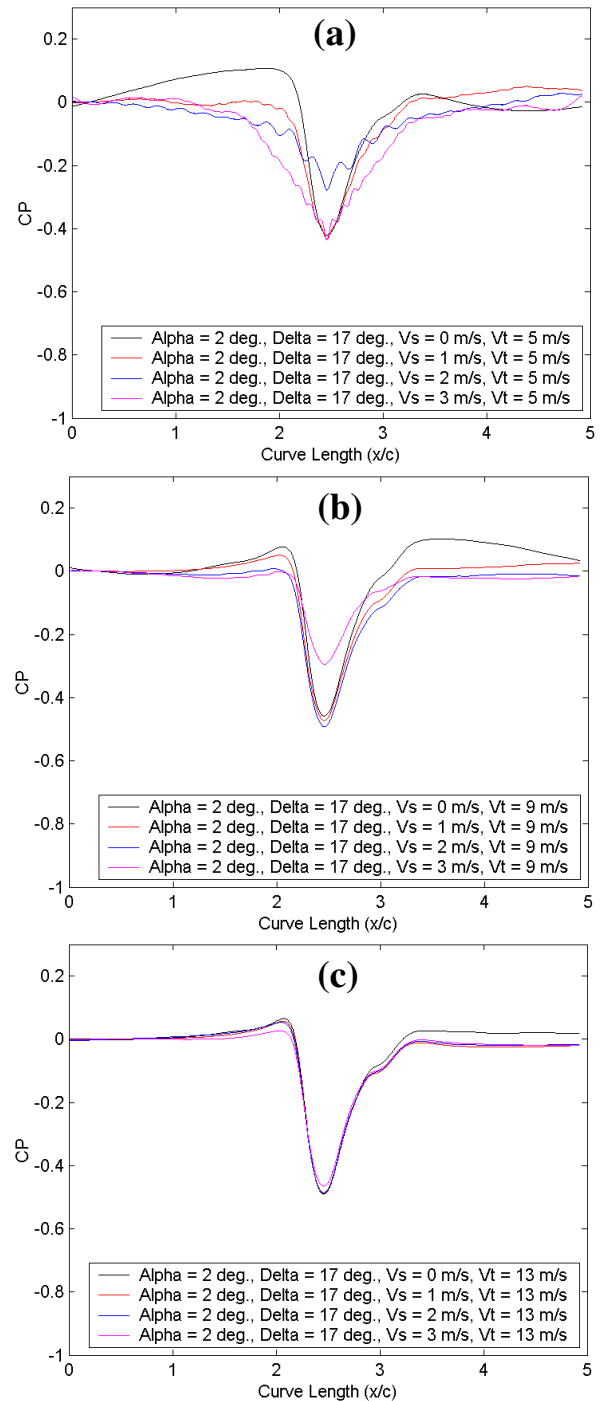 (a)
0.2
0
-0.2
-0.4
-0.6
-0.8
-1
CP
Alpha = 2 deg., Delta = 17 deg., Vs = 0 m/s, Vt = 5 m/s
Alpha = 2 deg., Delta = 17 deg., Vs = 1 m/s, Vt = 5 m/s
Alpha = 2 deg., Delta = 17 deg., Vs = 2 m/s, Vt = 5 m/s
Alpha = 2 deg., Delta = 17 deg., Vs = 3 m/s, Vt = 5 m/s
0 1 2 3 4 5
Curve Length (x/c)
(b)
0.2
0
-0.2
-0.4
-0.6
-0.8
-1
CP
Alpha = 2 deg., Delta = 17 deg., Vs = 0 m/s, Vt = 9 m/s
Alpha = 2 deg., Delta = 17 deg., Vs = 1 m/s, Vt = 9 m/s
Alpha = 2 deg., Delta = 17 deg., Vs = 2 m/s, Vt = 9 m/s
Alpha = 2 deg., Delta = 17 deg., Vs = 3 m/s, Vt = 9 m/s
0 1 2 3 4 5
Curve Length (x/c)
(c)
0.2
0
-0.2
-0.4
-0.6
-0.8
-1
CP
Alpha = 2 deg., Delta = 17 deg., Vs = 0 m/s, Vt = 13 m/s
Alpha = 2 deg., Delta = 17 deg., Vs = 1 m/s, Vt = 13 m/s
Alpha = 2 deg., Delta = 17 deg., Vs = 2 m/s, Vt = 13 m/s
Alpha = 2 deg., Delta = 17 deg., Vs = 3 m/s, Vt = 13 m/s
0 1 2 3 4 5
Curve Length (x/c)